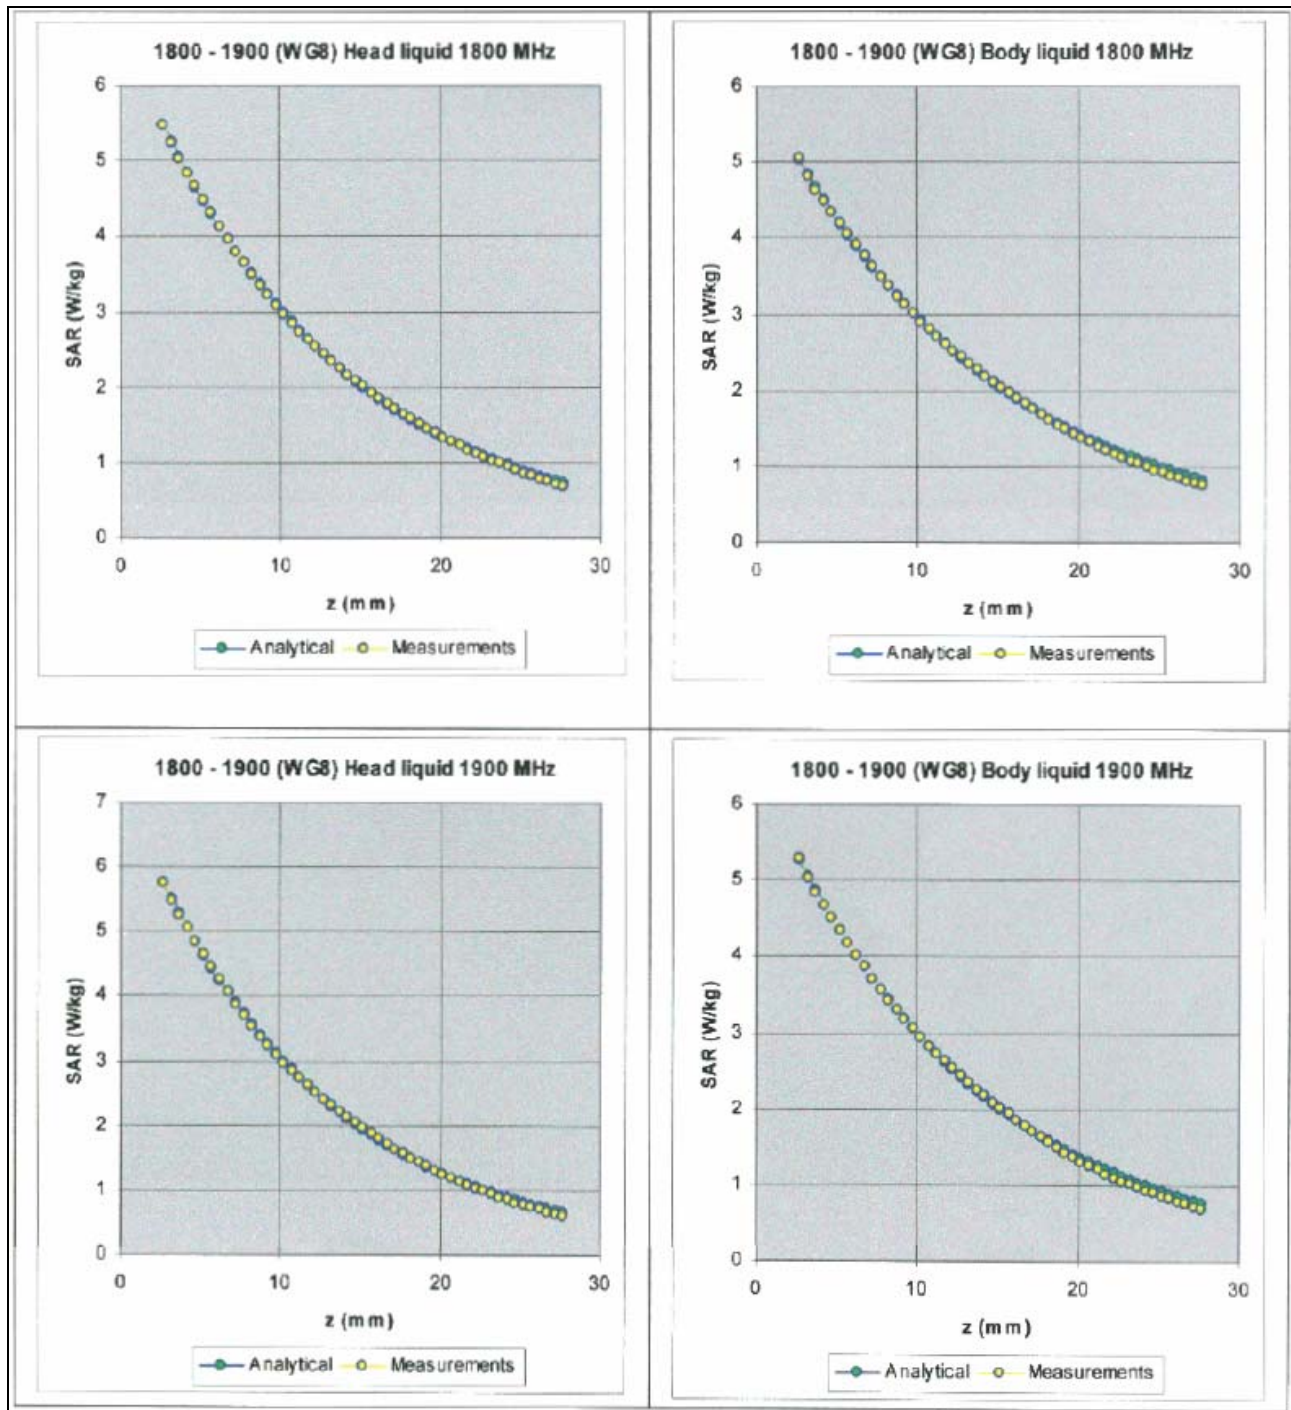 1800 - 1900 (WG8) Head liquid 1800 MHz
6
5
4
3
2
1
0
SAR (W/kg)
0 10 20 30
z (mm)
Analytical Measurements
1800 - 1900 (WG8) Body liquid 1800 MHz
6
5
4
3
2
1
0
SAR (W/kg)
0 10 20 30
z (mm)
Analytical Measurements
1800 - 1900 (WG8) Head liquid 1900 MHz
7
6
5
4
3
2
1
0
SAR (W/kg)
0 10 20 30
z (mm)
Analytical Measurements
1800 - 1900 (WG8) Body liquid 1900 MHz
6
5
4
3
2
1
0
SAR (W/kg)
0 10 20 30
z (mm)
Analytical Measurements